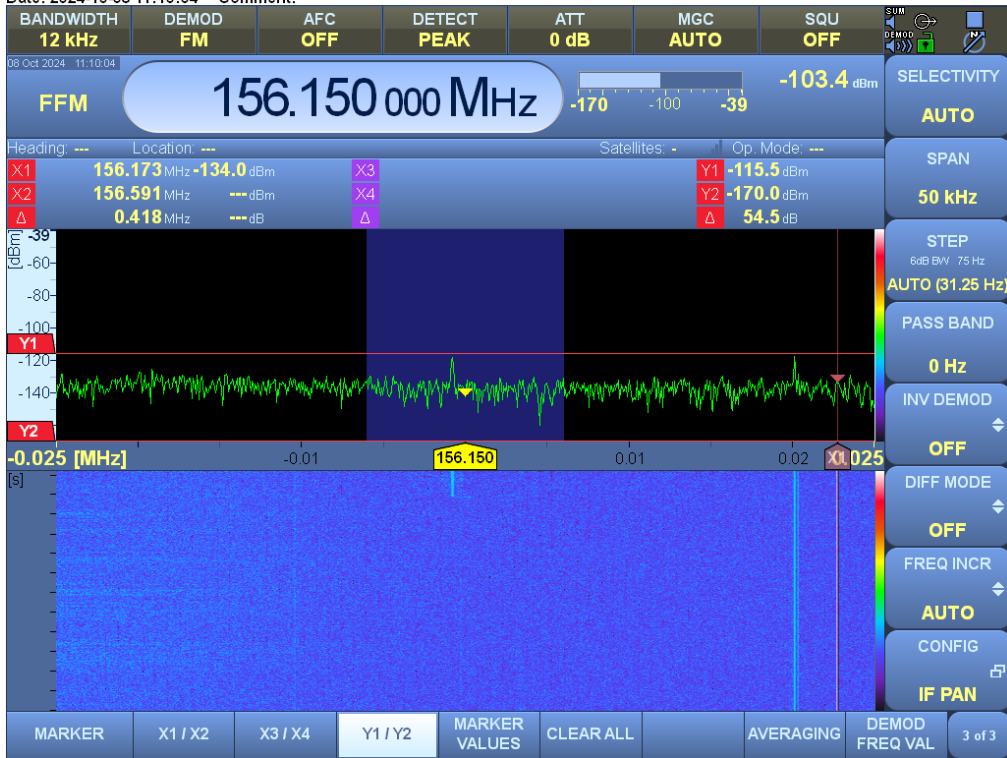 BANDWIDTH DEMOD AFC DETECT ATT MGC SQU SUM
12 kHz FM OFF PEAK 0 dB AUTO OFF DEMOD
08 Oct 2024 11:10:04
FFM 156.150 000 MHz -170 -100 -39 -103.4 dBm
Heading: --- Location: --- Satellites: - Op. Mode: ---
X1 156.173 MHz -134.0 dBm X3 Y1 -115.5 dBm
X2 156.591 MHz --- dBm X4 Y2 -170.0 dBm
Δ 0.418 MHz --- dB Δ Δ 54.5 dB
[dBm] -39
-60
-80
-100
Y1
-120
-140
Y2
-0.025 [MHz] -0.01 156.150 0.01 0.02 025
[s]
SELECTIVITY
AUTO
SPAN
50 kHz
STEP
6dB BW 75 Hz
AUTO (31.25 Hz)
PASS BAND
0 Hz
INV DEMOD
OFF
DIFF MODE
OFF
FREQ INCR
AUTO
CONFIG
IF PAN
MARKER X1 / X2 X3 / X4 Y1 / Y2 MARKER VALUES CLEAR ALL AVERAGING DEMOD FREQ VAL 3 of 3